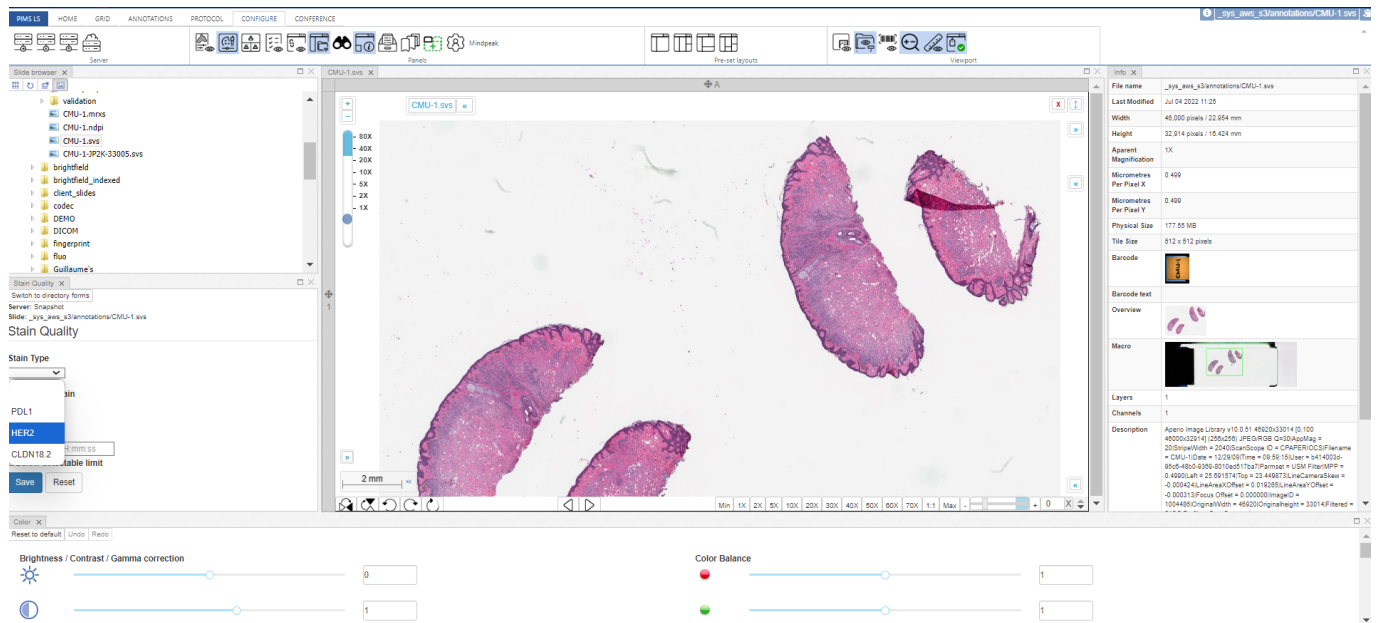 PIMS LS HOME GRID ANNOTATIONS PROTOCOL CONFIGURE CONFERENCE
_sys_aws_s3/annotations/CMU-1.svs
Mindpeak
Server Panels Pre-set layouts Viewport
Slide browser X
validation
CMU-1.mrxs
CMU-1.ndpi
CMU-1.svs
CMU-1-JP2K-33005.svs
brightfield
brightfield_indexed
client_slides
codec
DEMO
DICOM
fingerprint
fluo
Guillaume's
Stain Quality X
Switch to directory forms
Server: Snapshot
Slide: _sys_aws_s3/annotations/CMU-1.svs
Stain Quality
Stain Type
ain
PDL1
HER2
CLDN18.2
H:mm:ss
table limit
Save Reset
CMU-1.svs X
A
1
CMU-1.svs «
X
+
-
80X
40X
20X
10X
5X
2X
1X
2 mm
Min 1X 2X 5X 10X 20X 30X 40X 50X 60X 70X 1:1 Max - + 0 X
Info X
File name _sys_aws_s3/annotations/CMU-1.svs
Last Modified Jul 04 2022 11:25
Width 46,000 pixels / 22.954 mm
Height 32,914 pixels / 16.424 mm
Aparent
Magnification 1X
Micrometres
Per Pixel X 0.499
Micrometres
Per Pixel Y 0.499
Physical Size 177.55 MB
Tile Size 512 x 512 pixels
Barcode
CMU-1
Barcode text
Overview
Macro
Layers 1
Channels 1
Description Aperio Image Library v10.0.51 46920x33014 [0,100
46000x32914] (256x256) JPEG/RGB Q=30|AppMag =
20|StripeWidth = 2040|ScanScope ID = CPAPERIOCS|Filename
= CMU-1|Date = 12/29/09|Time = 09:59:15|User = b414003d-
95c6-48b0-9369-8010ed517ba7|Parmset = USM Filter|MPP =
0.4990|Left = 25.691574|Top = 23.449873|LineCameraSkew =
-0.000424|LineAreaXOffset = 0.019265|LineAreaYOffset =
-0.000313|Focus Offset = 0.000000|ImageID =
1004486|OriginalWidth = 46920|Originalheight = 33014|Filtered =
Color X
Reset to default Undo Redo
Brightness / Contrast / Gamma correction
0
1
Color Balance
1
1